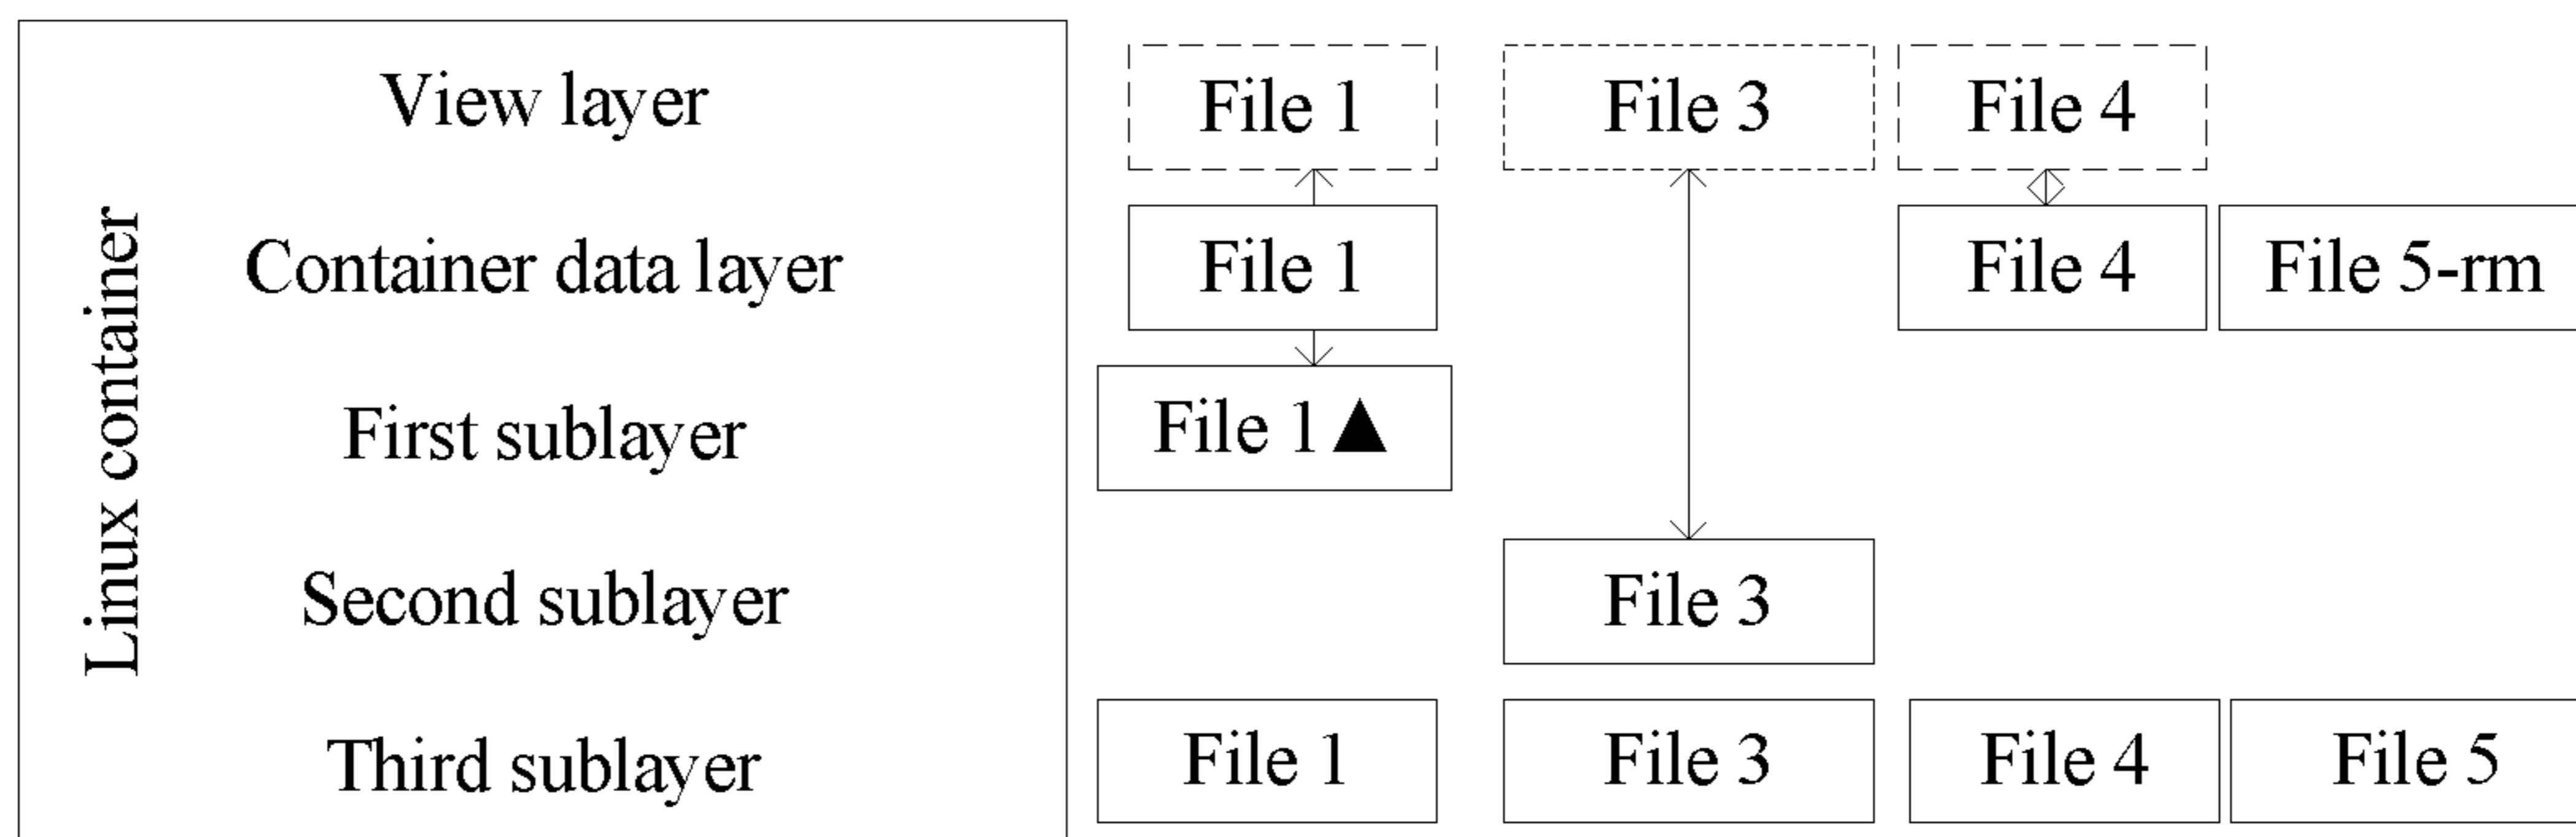 View layer File 1 File 3 File 4
Container data layer File 1 File 4 File 5-rm
First sublayer File 1▲
Second sublayer File 3
Third sublayer File 1 File 3 File 4 File 5
Linux container